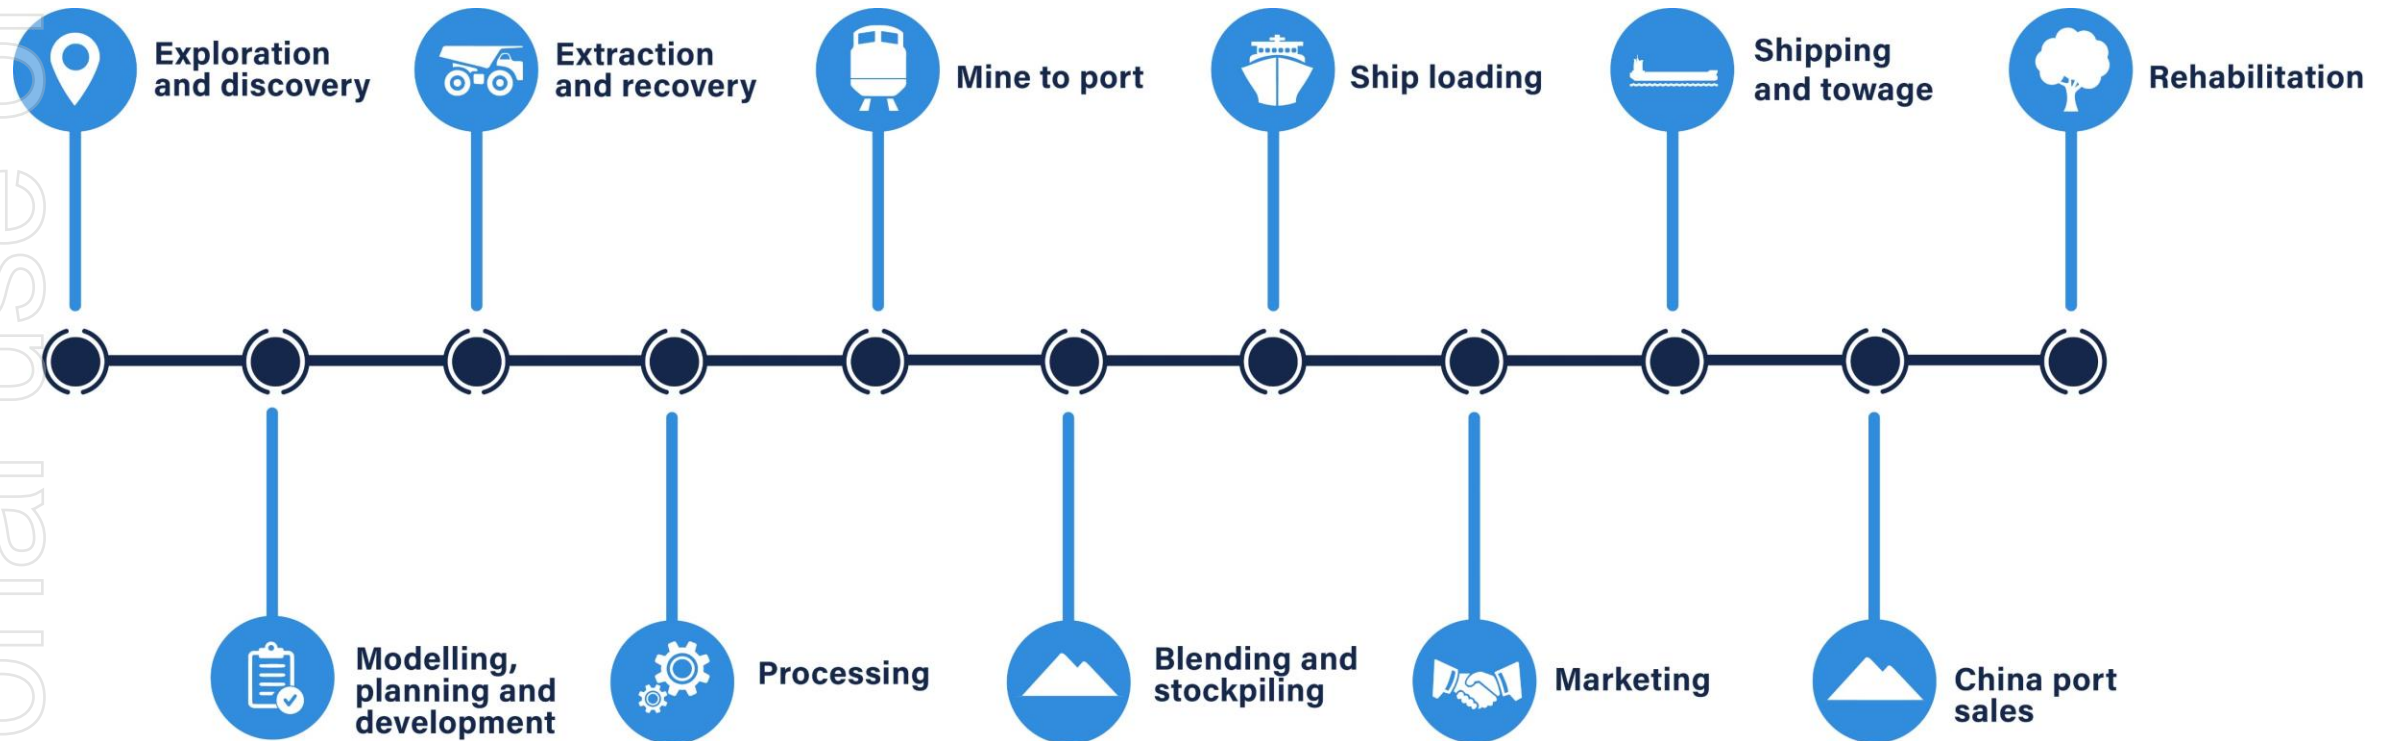 Exploration
and discovery
Extraction
and recovery
Mine to port
Ship loading
Shipping
and towage
Rehabilitation
Modelling,
planning and
development
Processing
Blending and
stockpiling
Marketing
China port
sales